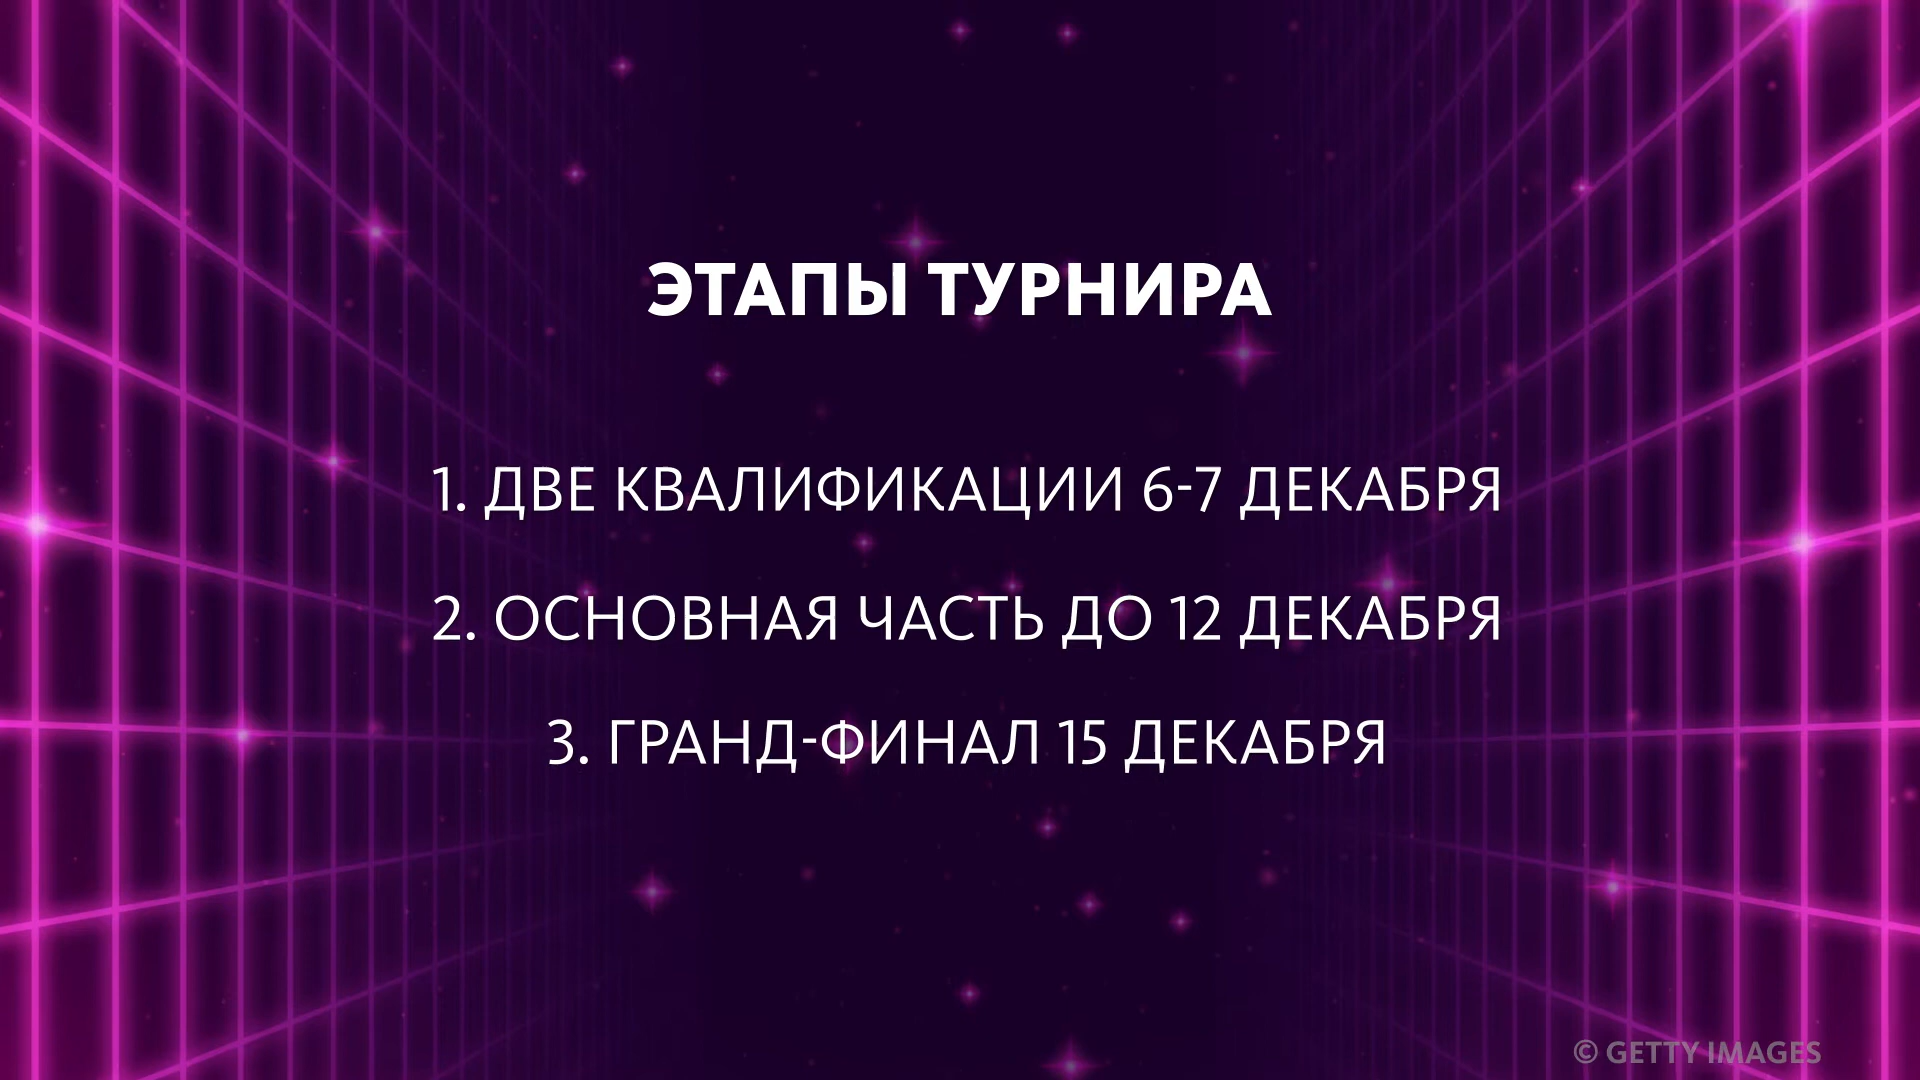 ЭТАПЫ ТУРНИРА
1. ДВЕ КВАЛИФИКАЦИИ 6-7 ДЕКАБРЯ
2. ОСНОВНАЯ ЧАСТЬ ДО 12 ДЕКАБРЯ
3. ГРАНД-ФИНАЛ 15 ДЕКАБРЯ
© GETTY IMAGES